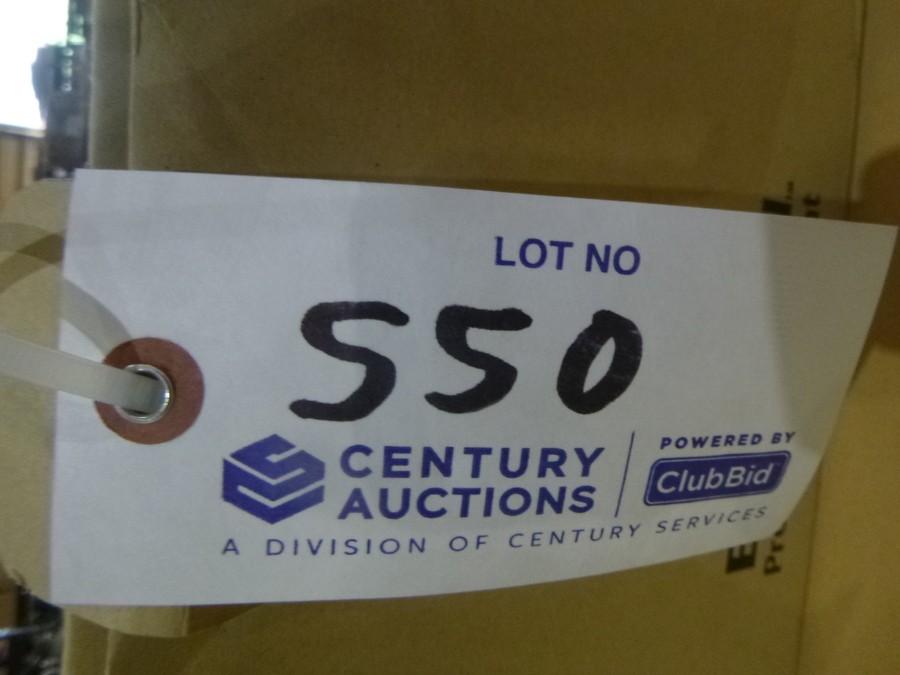 LOT NO
550
CENTURY
AUCTIONS
POWERED BY
ClubBid
A DIVISION OF CENTURY SERVICES